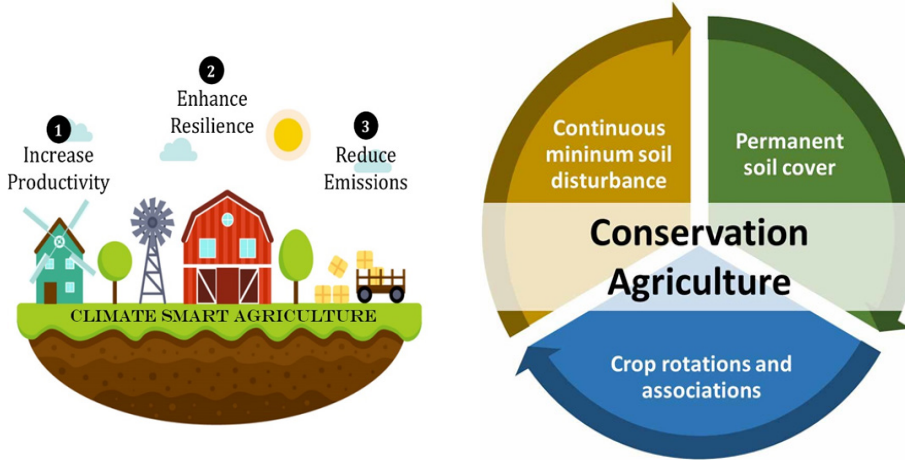 1
Increase
Productivity
2
Enhance
Resilience
3
Reduce
Emissions
CLIMATE SMART AGRICULTURE
Continuous
mininum soil
disturbance
Permanent
soil cover
Conservation
Agriculture
Crop rotations and
associations